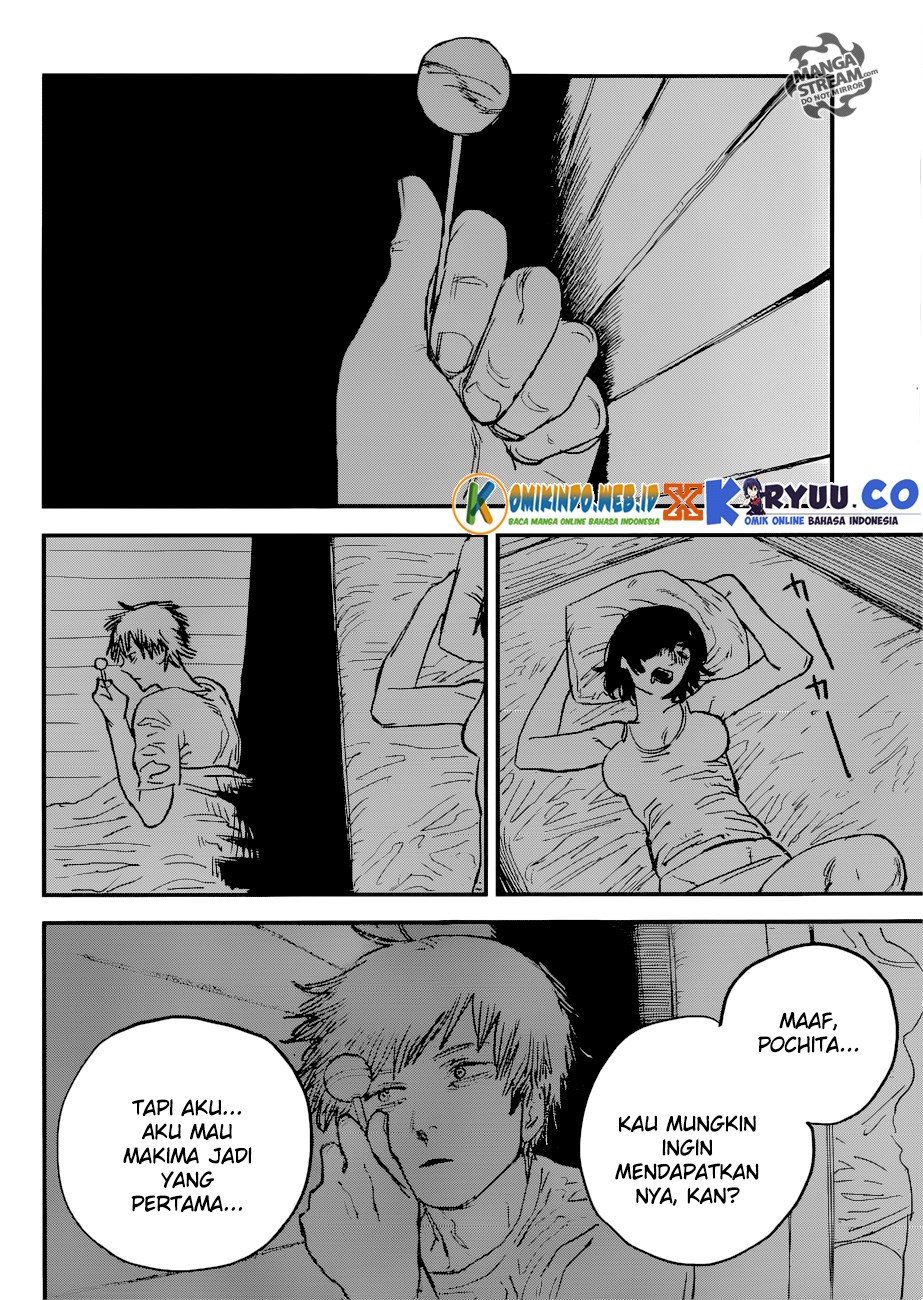 MANGA
STREAM.com
DO NOT MIRROR!
KOMIKINDO.WEB.ID X KIRYUU.CO
BACA MANGA ONLINE BAHASA INDONESIA
KOMIK ONLINE BAHASA INDONESIA
カー
カー
MAAF,
POCHITA...
KAU MUNGKIN
INGIN
MENDAPATKAN
NYA, KAN?
TAPI AKU...
AKU MAU
MAKIMA JADI
YANG
PERTAMA...